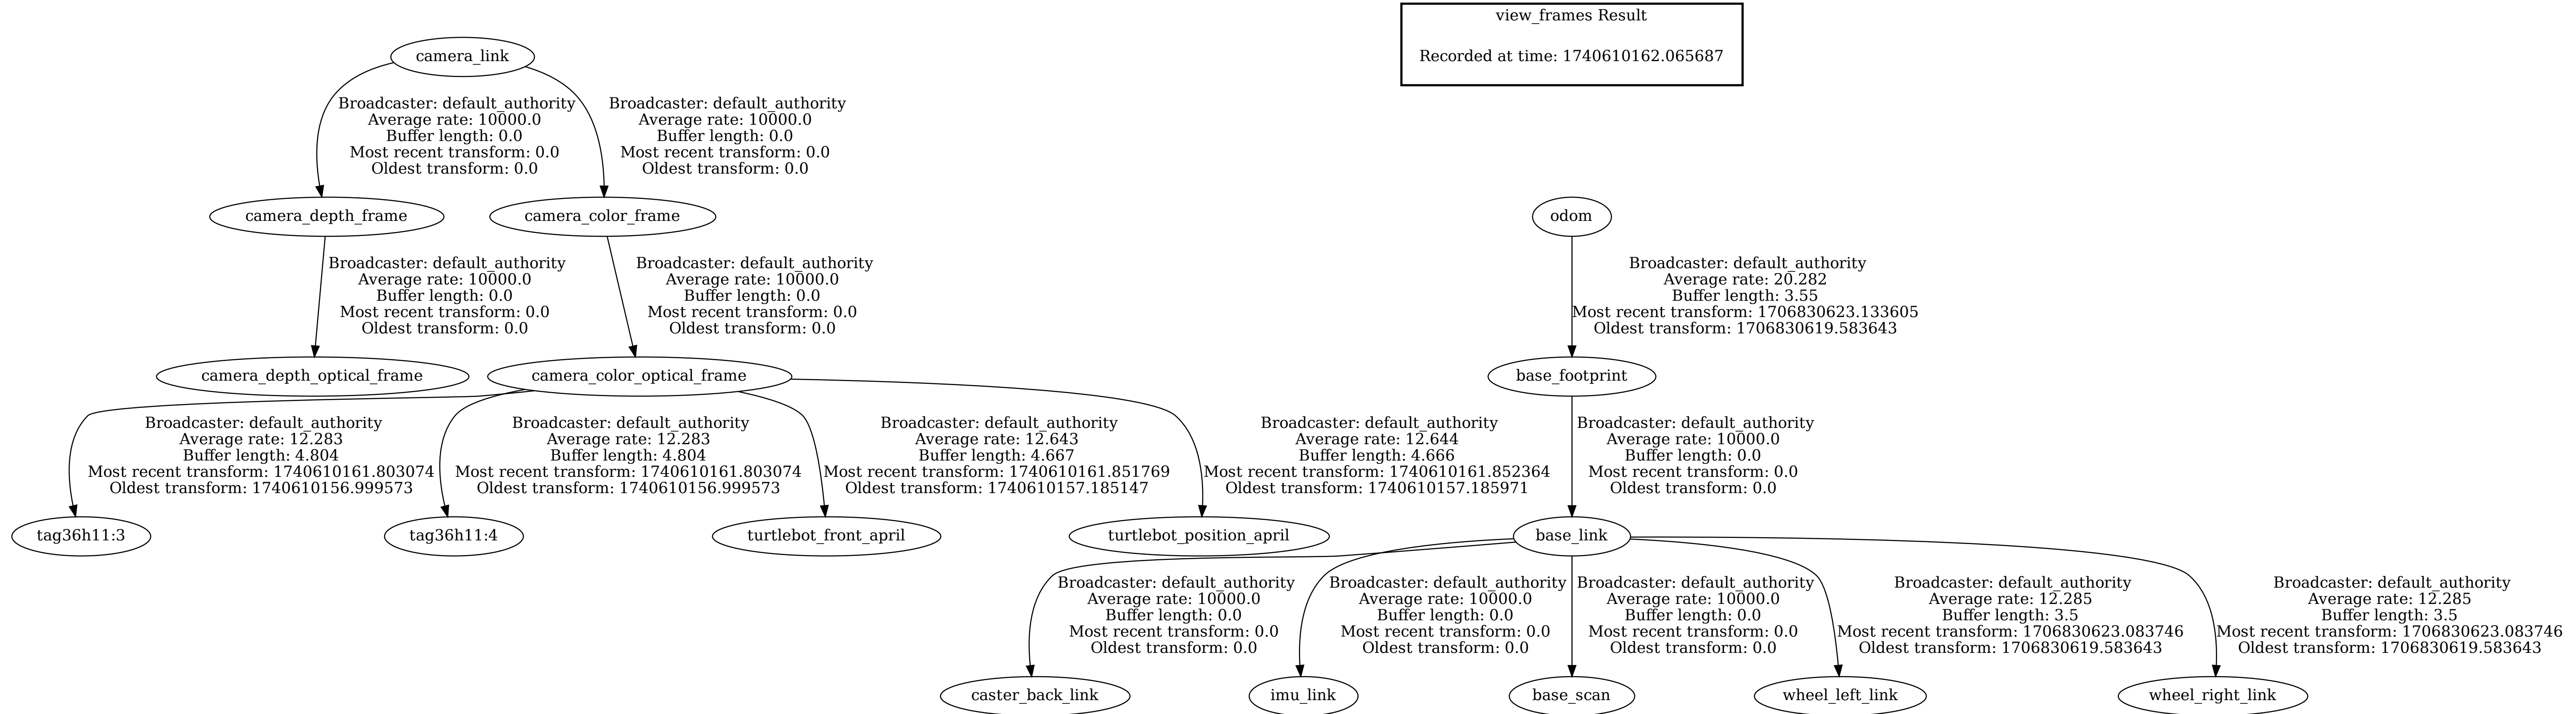 view_frames Result
Recorded at time: 1740610162.065687
camera_link
Broadcaster: default_authority
Average rate: 10000.0
Buffer length: 0.0
Most recent transform: 0.0
Oldest transform: 0.0
Broadcaster: default_authority
Average rate: 10000.0
Buffer length: 0.0
Most recent transform: 0.0
Oldest transform: 0.0
camera_depth_frame
camera_color_frame
odom
Broadcaster: default_authority
Average rate: 10000.0
Buffer length: 0.0
Most recent transform: 0.0
Oldest transform: 0.0
Broadcaster: default_authority
Average rate: 10000.0
Buffer length: 0.0
Most recent transform: 0.0
Oldest transform: 0.0
Broadcaster: default_authority
Average rate: 20.282
Buffer length: 3.55
Most recent transform: 1706830623.133605
Oldest transform: 1706830619.583643
camera_depth_optical_frame
camera_color_optical_frame
base_footprint
Broadcaster: default_authority
Average rate: 12.283
Buffer length: 4.804
Most recent transform: 1740610161.803074
Oldest transform: 1740610156.999573
Broadcaster: default_authority
Average rate: 12.283
Buffer length: 4.804
Most recent transform: 1740610161.803074
Oldest transform: 1740610156.999573
Broadcaster: default_authority
Average rate: 12.643
Buffer length: 4.667
Most recent transform: 1740610161.851769
Oldest transform: 1740610157.185147
Broadcaster: default_authority
Average rate: 12.644
Buffer length: 4.666
Most recent transform: 1740610161.852364
Oldest transform: 1740610157.185971
Broadcaster: default_authority
Average rate: 10000.0
Buffer length: 0.0
Most recent transform: 0.0
Oldest transform: 0.0
tag36h11:3
tag36h11:4
turtlebot_front_april
turtlebot_position_april
base_link
Broadcaster: default_authority
Average rate: 10000.0
Buffer length: 0.0
Most recent transform: 0.0
Oldest transform: 0.0
Broadcaster: default_authority
Average rate: 10000.0
Buffer length: 0.0
Most recent transform: 0.0
Oldest transform: 0.0
Broadcaster: default_authority
Average rate: 10000.0
Buffer length: 0.0
Most recent transform: 0.0
Oldest transform: 0.0
Broadcaster: default_authority
Average rate: 12.285
Buffer length: 3.5
Most recent transform: 1706830623.083746
Oldest transform: 1706830619.583643
Broadcaster: default_authority
Average rate: 12.285
Buffer length: 3.5
Most recent transform: 1706830623.083746
Oldest transform: 1706830619.583643
caster_back_link
imu_link
base_scan
wheel_left_link
wheel_right_link